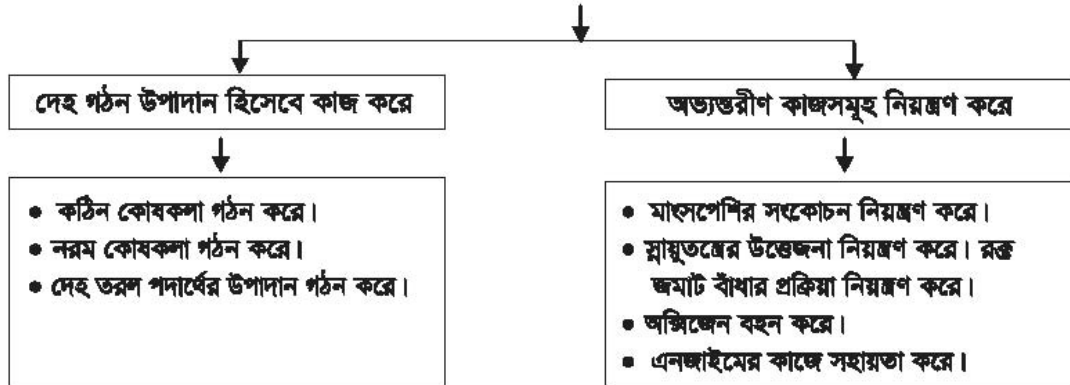 দেহ গঠন উপাদান হিসেবে কাজ করে
অভ্যন্তরীণ কাজসমূহ নিয়ন্ত্রণ করে
• কঠিন কোষকলা গঠন করে।
• নরম কোষকলা গঠন করে।
• দেহ তরল পদার্থের উপাদান গঠন করে।
• মাংসপেশির সংকোচন নিয়ন্ত্রণ করে।
• স্নায়ুতন্ত্রের উত্তেজনা নিয়ন্ত্রণ করে। রক্ত
জমাট বাঁধার প্রক্রিয়া নিয়ন্ত্রণ করে।
• অক্সিজেন বহন করে।
• এনজাইমের কাজে সহায়তা করে।